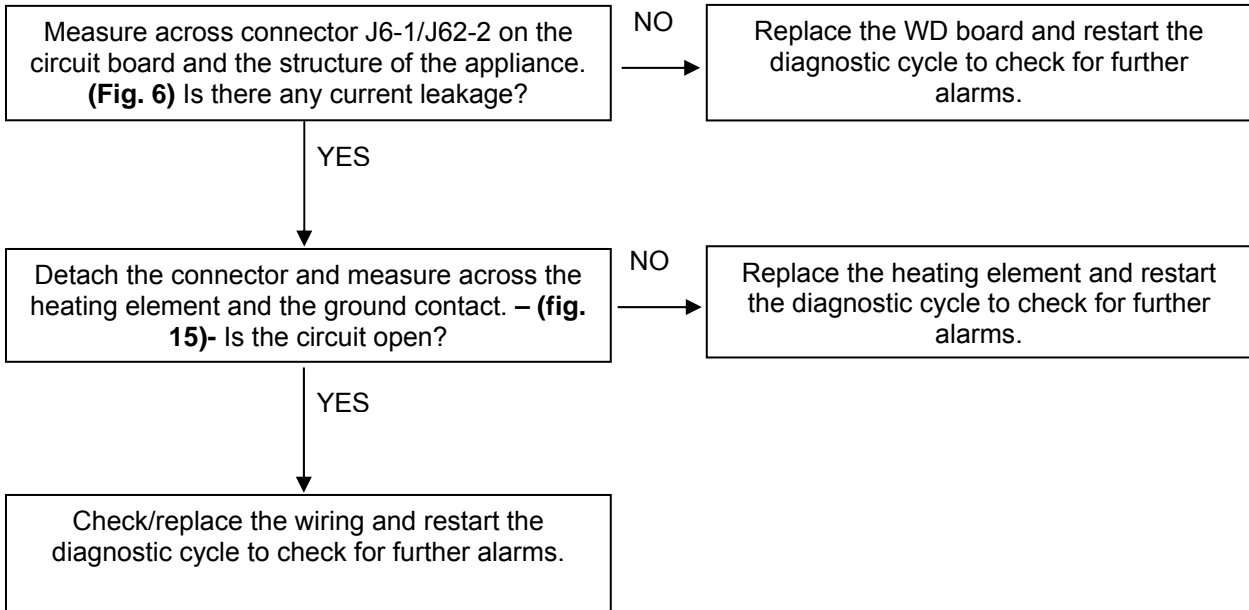 Measure across connector J6-1/J62-2 on the
circuit board and the structure of the appliance.
(Fig. 6) Is there any current leakage?
NO
Replace the WD board and restart the
diagnostic cycle to check for further
alarms.
YES
Detach the connector and measure across the
heating element and the ground contact. – (fig.
15)- Is the circuit open?
NO
Replace the heating element and restart
the diagnostic cycle to check for further
alarms.
YES
Check/replace the wiring and restart the
diagnostic cycle to check for further alarms.